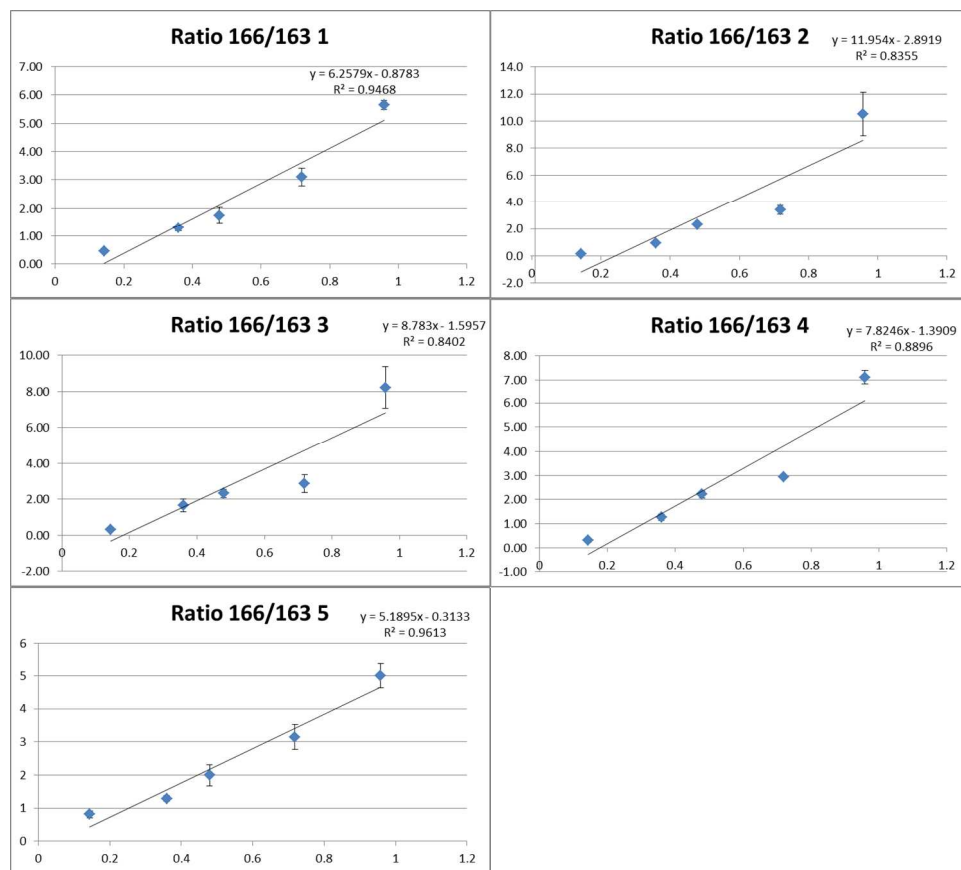 Ratio 166/163 1
y = 6.2579x - 0.8783
R² = 0.9468
7.00
6.00
5.00
4.00
3.00
2.00
1.00
0.00
0 0.2 0.4 0.6 0.8 1 1.2
Ratio 166/163 2
y = 11.954x - 2.8919
R² = 0.8355
14.0
12.0
10.0
8.0
6.0
4.0
2.0
0.0
-2.0
0 0.2 0.4 0.6 0.8 1 1.2
Ratio 166/163 3
y = 8.783x - 1.5957
R² = 0.8402
10.00
8.00
6.00
4.00
2.00
0.00
-2.00
0 0.2 0.4 0.6 0.8 1 1.2
Ratio 166/163 4
y = 7.8246x - 1.3909
R² = 0.8896
8.00
7.00
6.00
5.00
4.00
3.00
2.00
1.00
0.00
-1.00
0 0.2 0.4 0.6 0.8 1 1.2
Ratio 166/163 5
y = 5.1895x - 0.3133
R² = 0.9613
6
5
4
3
2
1
0
0 0.2 0.4 0.6 0.8 1 1.2